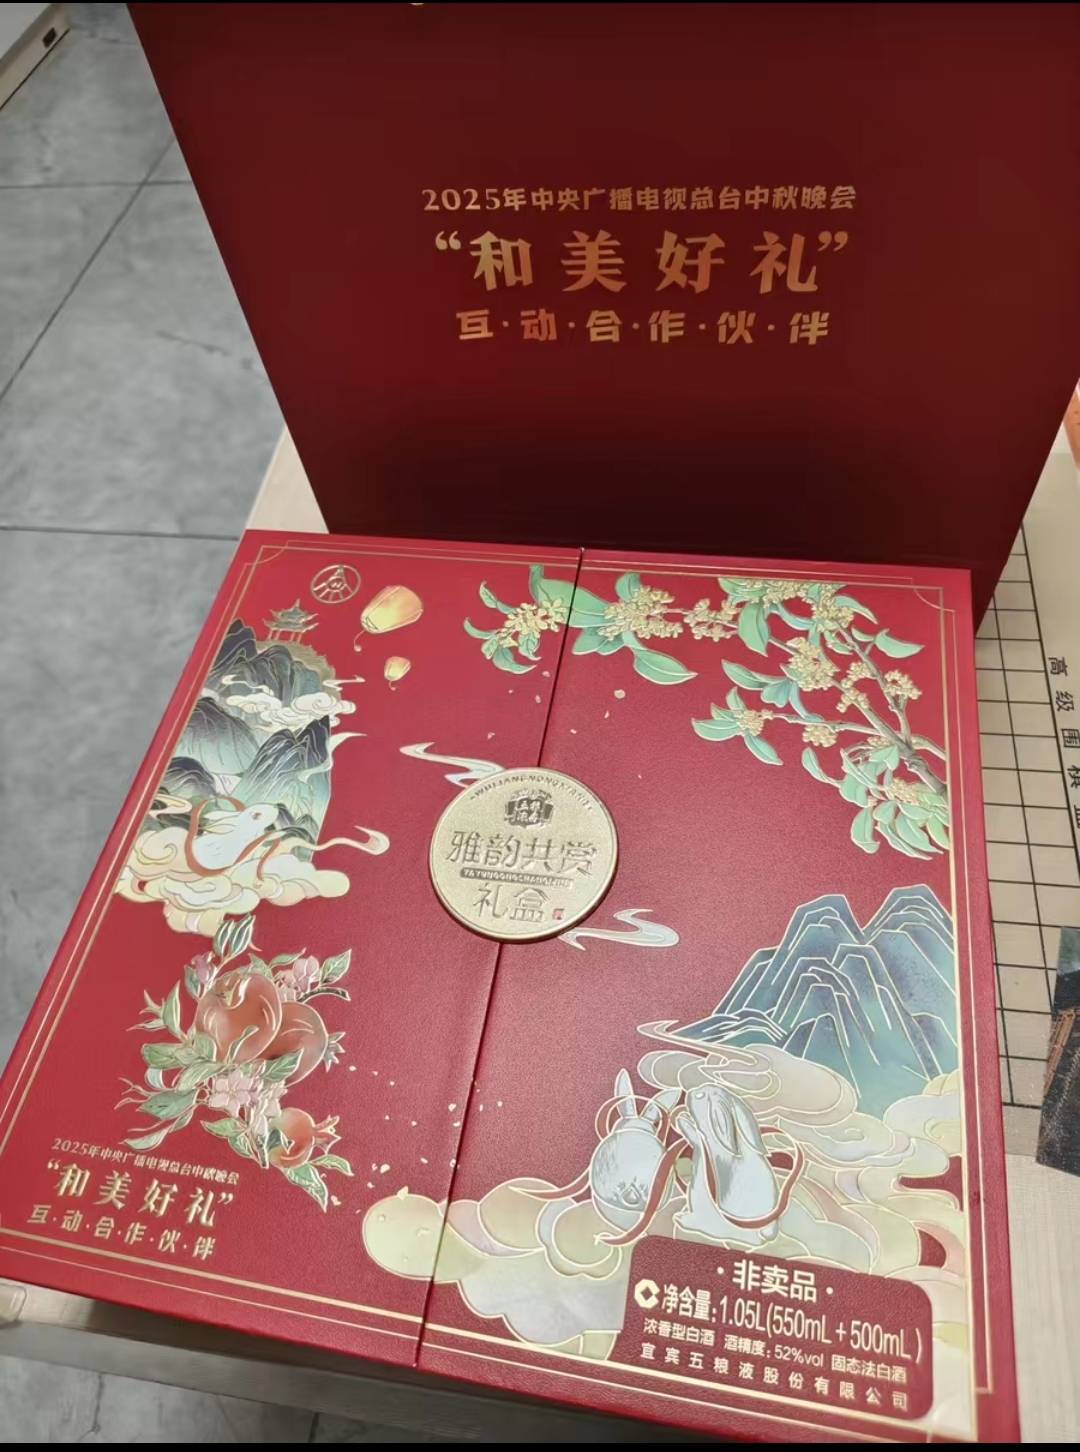 2025年中央广播电视总台中秋晚会
“和美好礼”
互·动·合·作·伙·伴
雅韵共赏
礼盒
2025年中央广播电视总台中秋晚会
“和美好礼”
互·动·合·作·伙·伴
·非卖品·
净含量:1.05L(550mL+500mL)
浓香型白酒 酒精度:52%vol 固态法白酒
宜宾五粮液股份有限公司
高级围棋